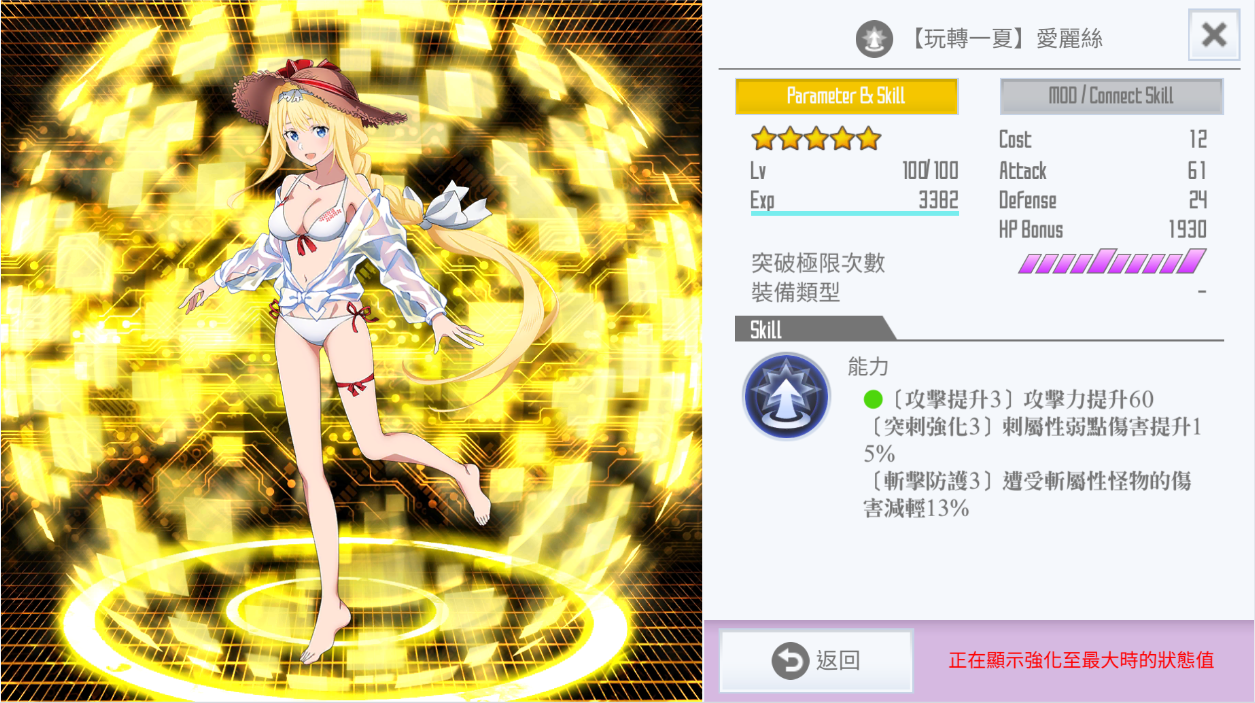 【玩轉一夏】愛麗絲
Parameter & Skill
MOD / Connect Skill
Lv 100/100
Exp 3382
Cost 12
Attack 61
Defense 24
HP Bonus 1930
突破極限次數
裝備類型 -
Skill
能力
〔攻擊提升3〕攻擊力提升60
〔突刺強化3〕刺屬性弱點傷害提升1
5%
〔斬擊防護3〕遭受斬屬性怪物的傷
害減輕13%
返回
正在顯示強化至最大時的狀態值